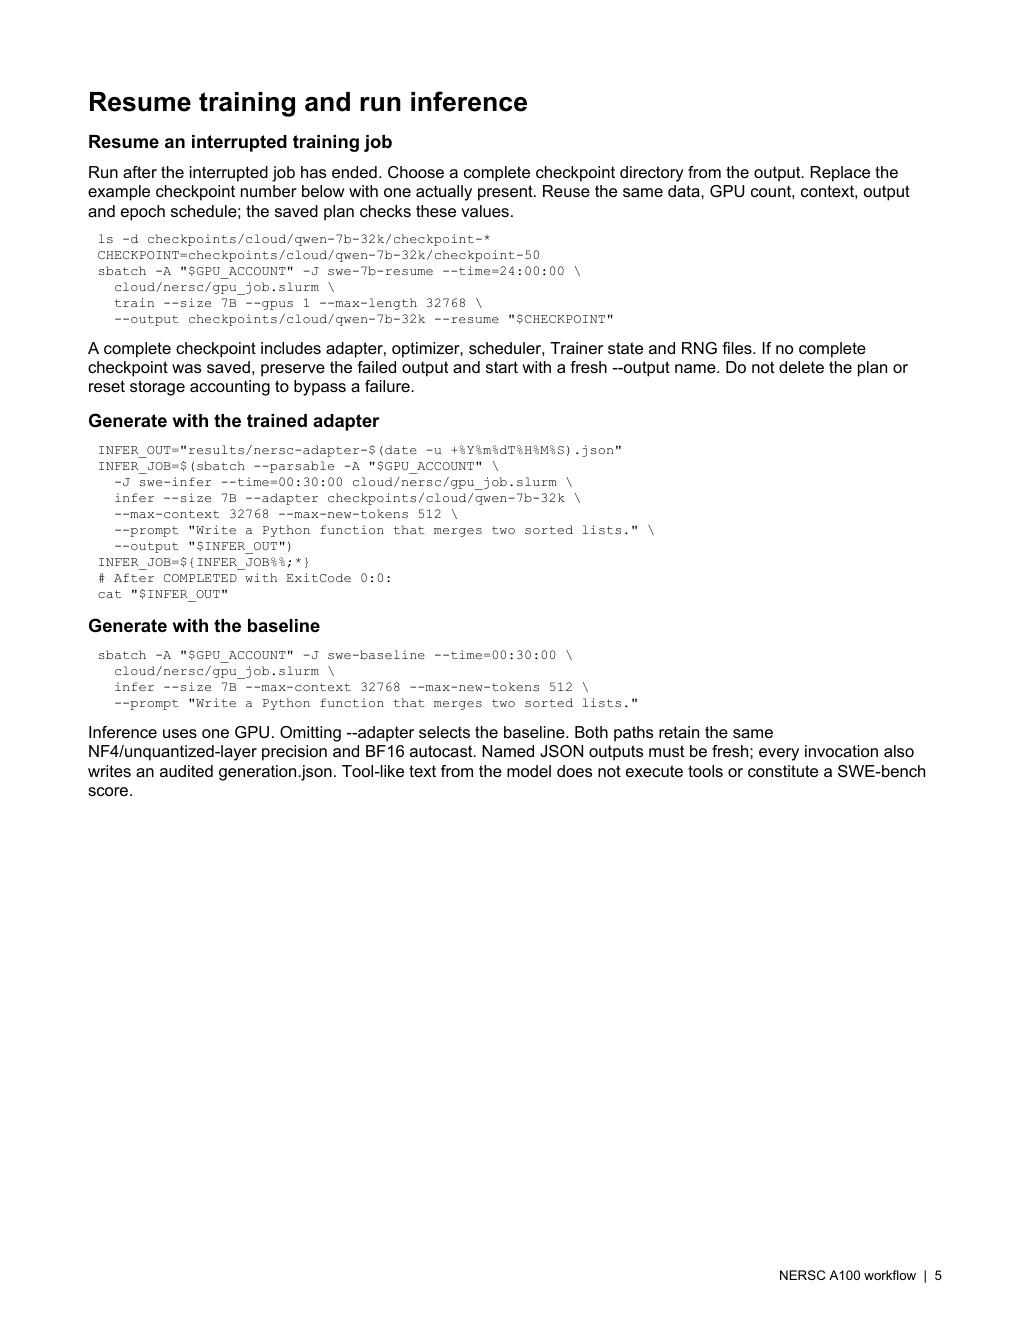 Resume training and run inference
Resume an interrupted training job
Run after the interrupted job has ended. Choose a complete checkpoint directory from the output. Replace the
example checkpoint number below with one actually present. Reuse the same data, GPU count, context, output
and epoch schedule; the saved plan checks these values.
ls -d checkpoints/cloud/qwen-7b-32k/checkpoint-*
CHECKPOINT=checkpoints/cloud/qwen-7b-32k/checkpoint-50
sbatch -A "$GPU_ACCOUNT" -J swe-7b-resume --time=24:00:00 \
  cloud/nersc/gpu_job.slurm \
  train --size 7B --gpus 1 --max-length 32768 \
  --output checkpoints/cloud/qwen-7b-32k --resume "$CHECKPOINT"
A complete checkpoint includes adapter, optimizer, scheduler, Trainer state and RNG files. If no complete
checkpoint was saved, preserve the failed output and start with a fresh --output name. Do not delete the plan or
reset storage accounting to bypass a failure.
Generate with the trained adapter
INFER_OUT="results/nersc-adapter-$(date -u +%Y%m%dT%H%M%S).json"
INFER_JOB=$(sbatch --parsable -A "$GPU_ACCOUNT" \
  -J swe-infer --time=00:30:00 cloud/nersc/gpu_job.slurm \
  infer --size 7B --adapter checkpoints/cloud/qwen-7b-32k \
  --max-context 32768 --max-new-tokens 512 \
  --prompt "Write a Python function that merges two sorted lists." \
  --output "$INFER_OUT")
INFER_JOB=${INFER_JOB%%;*}
# After COMPLETED with ExitCode 0:0:
cat "$INFER_OUT"
Generate with the baseline
sbatch -A "$GPU_ACCOUNT" -J swe-baseline --time=00:30:00 \
  cloud/nersc/gpu_job.slurm \
  infer --size 7B --max-context 32768 --max-new-tokens 512 \
  --prompt "Write a Python function that merges two sorted lists."
Inference uses one GPU. Omitting --adapter selects the baseline. Both paths retain the same
NF4/unquantized-layer precision and BF16 autocast. Named JSON outputs must be fresh; every invocation also
writes an audited generation.json. Tool-like text from the model does not execute tools or constitute a SWE-bench
score.
NERSC A100 workflow | 5